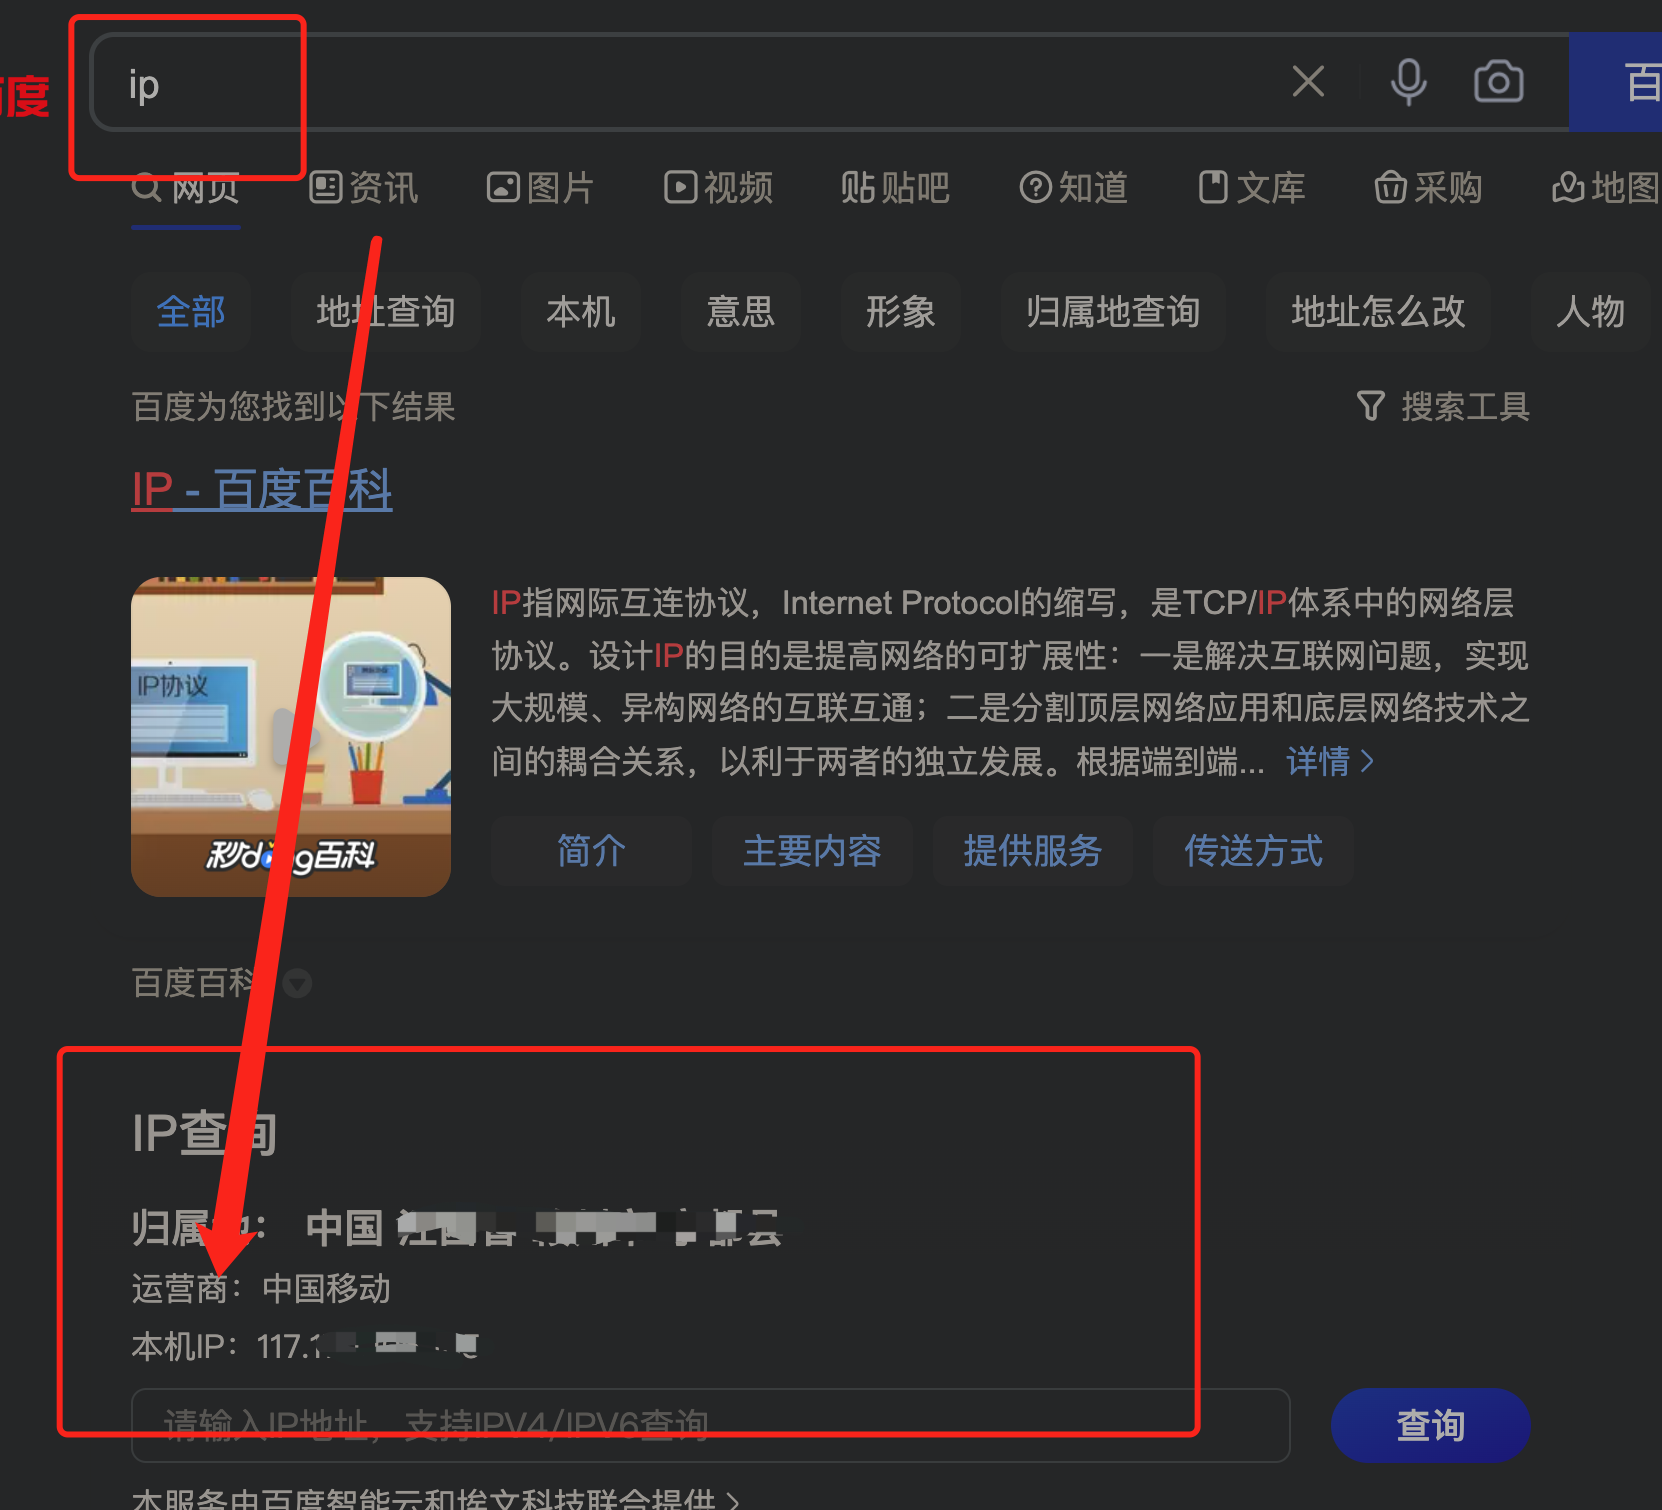 百度
ip
百
网页 资讯 图片 视频 贴吧 知道 文库 采购 地图
全部 地址查询 本机 意思 形象 归属地查询 地址怎么改 人物
百度为您找到以下结果
搜索工具
IP - 百度百科
IP协议
秒dong百科
IP指网际互连协议，Internet Protocol的缩写，是TCP/IP体系中的网络层
协议。设计IP的目的是提高网络的可扩展性：一是解决互联网问题，实现
大规模、异构网络的互联互通；二是分割顶层网络应用和底层网络技术之
间的耦合关系，以利于两者的独立发展。根据端到端... 详情
简介 主要内容 提供服务 传送方式
百度百科
IP查询
归属地： 中国
运营商：中国移动
本机IP：117.1
请输入IP地址，支持IPV4/IPV6查询
查询
本服务由百度智能云和埃文科技联合提供